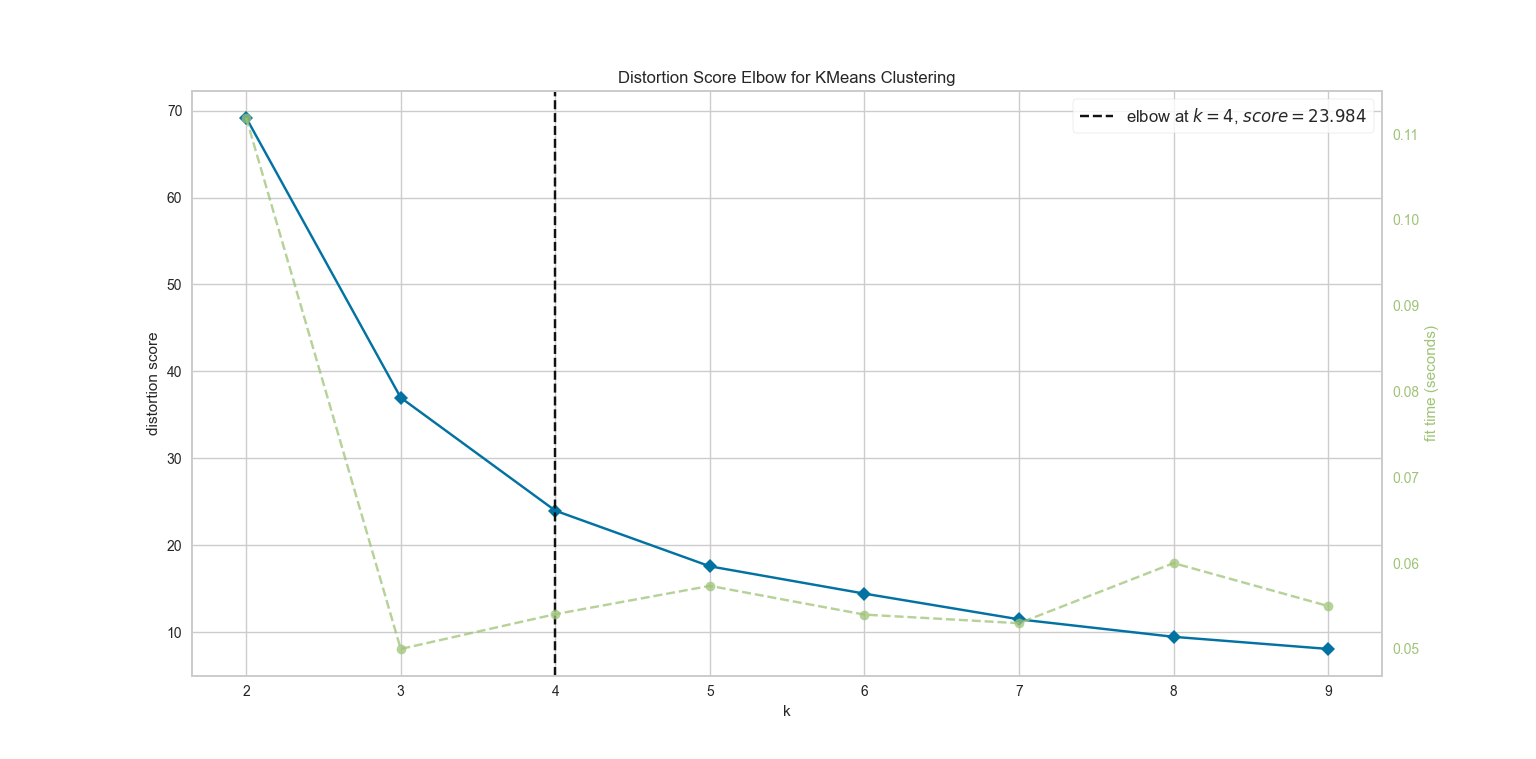 Distortion Score Elbow for KMeans Clustering
elbow at k = 4, score = 23.984
70
60
50
40
30
20
10
distortion score
0.11
0.10
0.09
0.08
0.07
0.06
0.05
fit time (seconds)
2 3 4 5 6 7 8 9
k